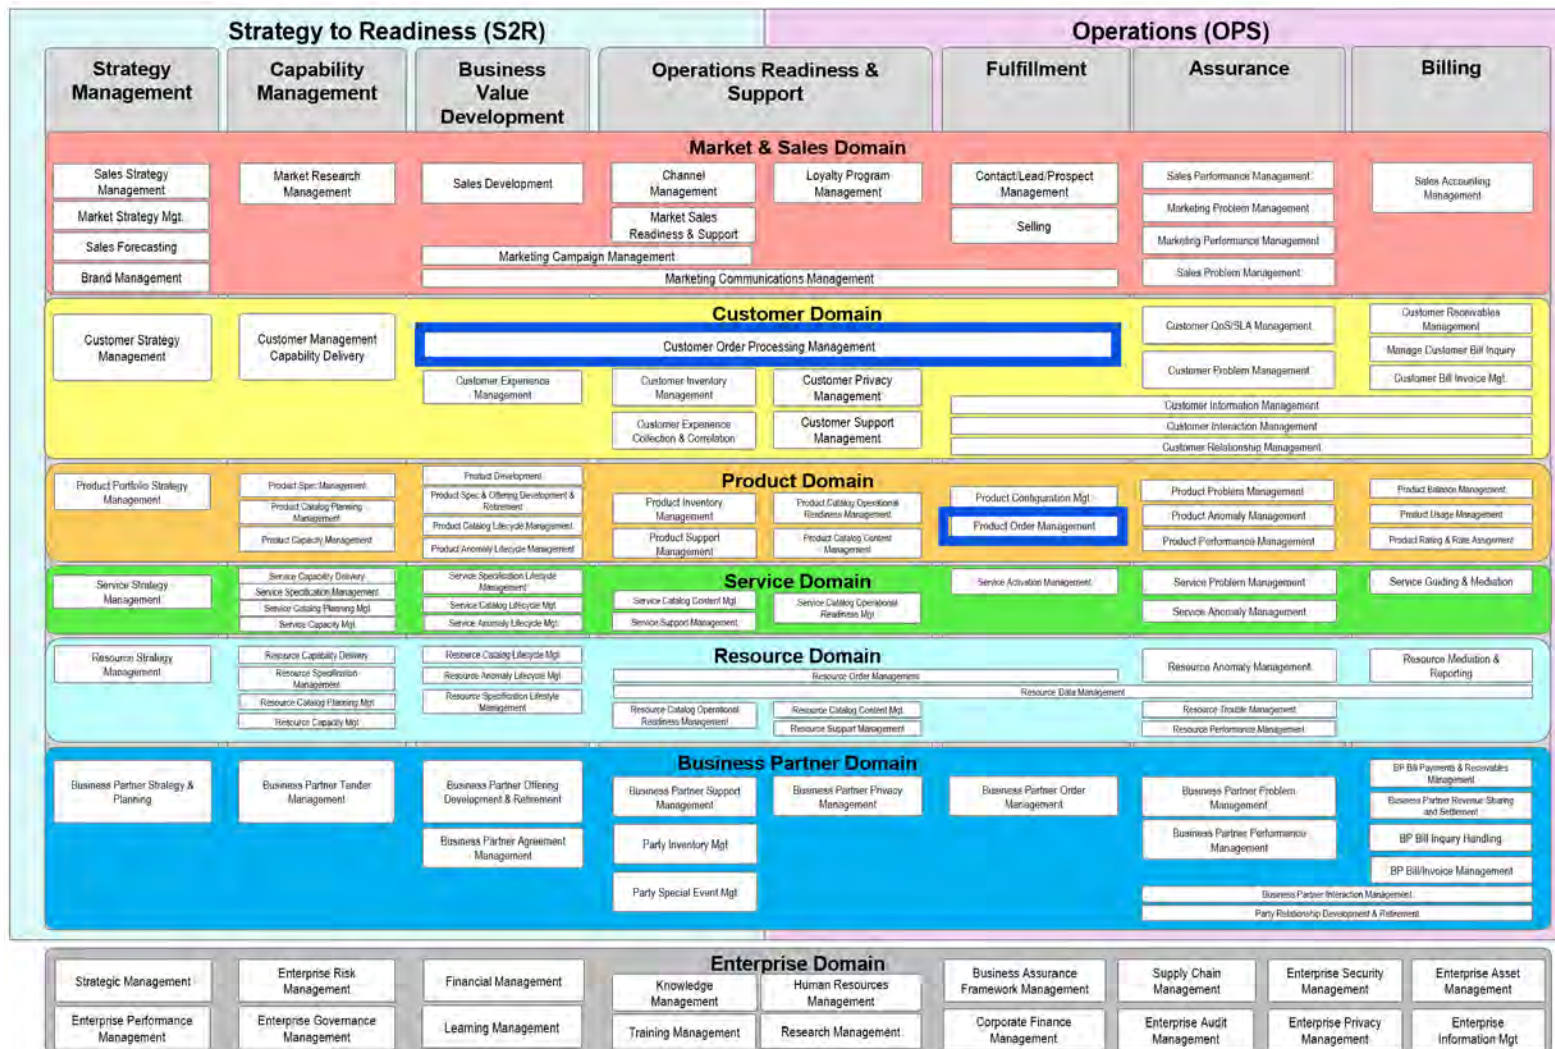 Strategy to Readiness (S2R)
Operations (OPS)
Strategy
Management
Capability
Management
Business
Value
Development
Operations Readiness &
Support
Fulfillment
Assurance
Billing
Market & Sales Domain
Sales Strategy
Management
Market Strategy Mgt.
Sales Forecasting
Brand Management
Market Research
Management
Sales Development
Channel
Management
Loyalty Program
Management
Market Sales
Readiness & Support
Marketing Campaign Management
Marketing Communications Management
Contact/Lead/Prospect
Management
Selling
Sales Performance Management
Marketing Problem Management
Marketing Performance Management
Sales Problem Management
Sales Accounting
Management
Customer Domain
Customer Strategy
Management
Customer Management
Capability Delivery
Customer Order Processing Management
Customer Experience
Management
Customer Inventory
Management
Customer Privacy
Management
Customer Experience
Collection & Correlation
Customer Support
Management
Customer QoS/SLA Management
Customer Problem Management
Customer Receivables
Management
Manage Customer Bill Inquiry
Customer Bill Invoice Mgt.
Customer Information Management
Customer Interaction Management
Customer Relationship Management
Product Domain
Product Portfolio Strategy
Management
Product Spec Management
Product Catalog Planning
Management
Product Capacity Management
Product Development
Product Spec & Offering Development &
Retirement
Product Catalog Lifecycle Management
Product Anomaly Lifecycle Management
Product Inventory
Management
Product Catalog Operational
Readiness Management
Product Support
Management
Product Catalog Content
Management
Product Configuration Mgt
Product Order Management
Product Problem Management
Product Anomaly Management
Product Performance Management
Product Balance Management
Product Usage Management
Product Rating & Rate Assignment
Service Domain
Service Strategy
Management
Service Capability Delivery
Service Specification Management
Service Catalog Planning Mgt
Service Capacity Mgt
Service Specification Lifecycle
Management
Service Catalog Lifecycle Mgt
Service Anomaly Lifecycle Mgt
Service Catalog Content Mgt
Service Support Management
Service Catalog Operational
Readiness Mgt
Service Activation Management
Service Problem Management
Service Anomaly Management
Service Guiding & Mediation
Resource Domain
Resource Strategy
Management
Resource Capability Delivery
Resource Specification
Management
Resource Catalog Planning Mgt
Resource Capacity Mgt
Resource Catalog Lifecycle Mgt
Resource Anomaly Lifecycle Mgt
Resource Specification Lifestyle
Management
Resource Order Management
Resource Data Management
Resource Catalog Operational
Readiness Management
Resource Catalog Content Mgt
Resource Support Management
Resource Anomaly Management
Resource Trouble Management
Resource Performance Management
Resource Mediation &
Reporting
Business Partner Domain
Business Partner Strategy &
Planning
Business Partner Tender
Management
Business Partner Offering
Development & Retirement
Business Partner Agreement
Management
Business Partner Support
Management
Business Partner Privacy
Management
Party Inventory Mgt
Party Special Event Mgt
Business Partner Order
Management
Business Partner Problem
Management
Business Partner Performance
Management
BP Bill Payments & Receivables
Management
Business Partner Revenue Sharing
and Settlement
BP Bill Inquiry Handling
BP Bill/Invoice Management
Business Partner Interaction Management
Party Relationship Development & Retirement
Enterprise Domain
Strategic Management
Enterprise Risk
Management
Financial Management
Knowledge
Management
Human Resources
Management
Business Assurance
Framework Management
Supply Chain
Management
Enterprise Security
Management
Enterprise Asset
Management
Enterprise Performance
Management
Enterprise Governance
Management
Learning Management
Training Management
Research Management
Corporate Finance
Management
Enterprise Audit
Management
Enterprise Privacy
Management
Enterprise
Information Mgt